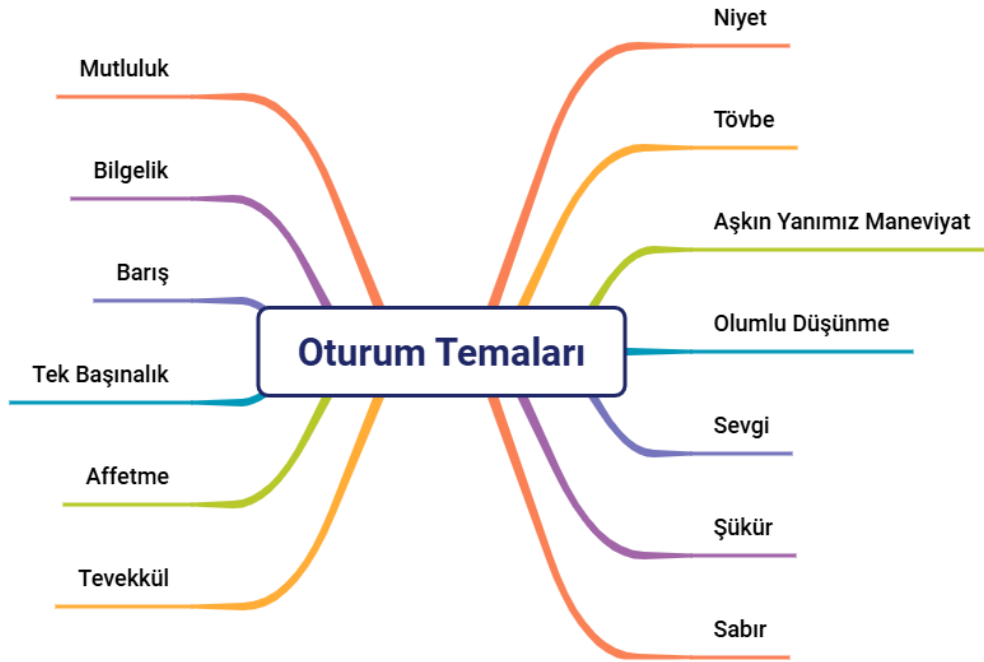 Oturum Temaları
Niyet
Tövbe
Aşkın Yanımız Maneviyat
Olumlu Düşünme
Sevgi
Şükür
Sabır
Mutluluk
Bilgelik
Barış
Tek Başınalık
Affetme
Tevekkül